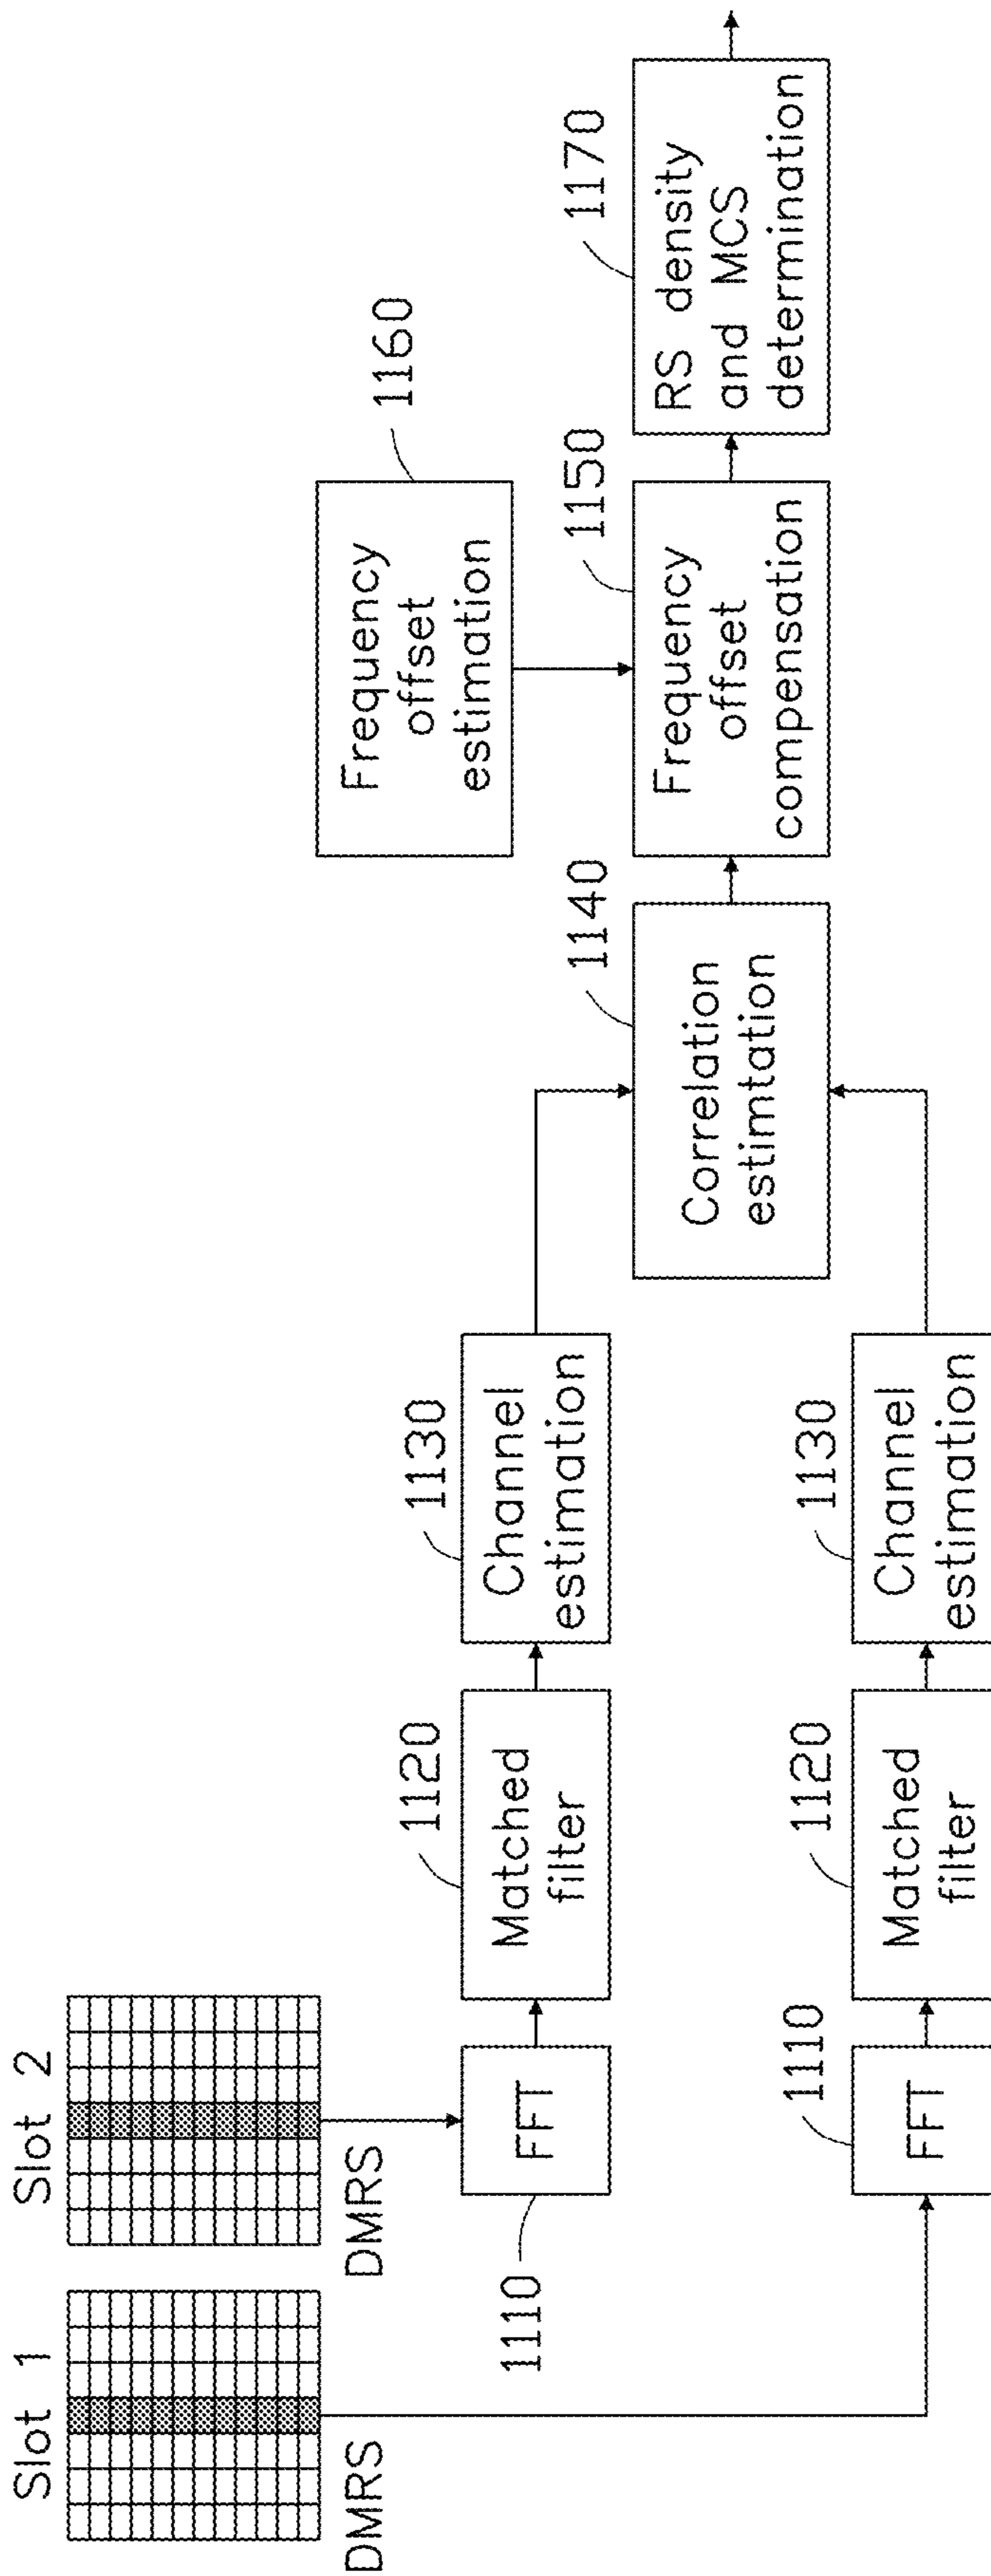 Slot 1
Slot 2
DMRS
DMRS
1110
FFT
1120
Matched
filter
1130
Channel
estimation
1110
FFT
1120
Matched
filter
1130
Channel
estimation
1140
Correlation
estimtation
1160
Frequency
offset
estimation
1150
Frequency
offset
compensation
1170
RS density
and MCS
determination